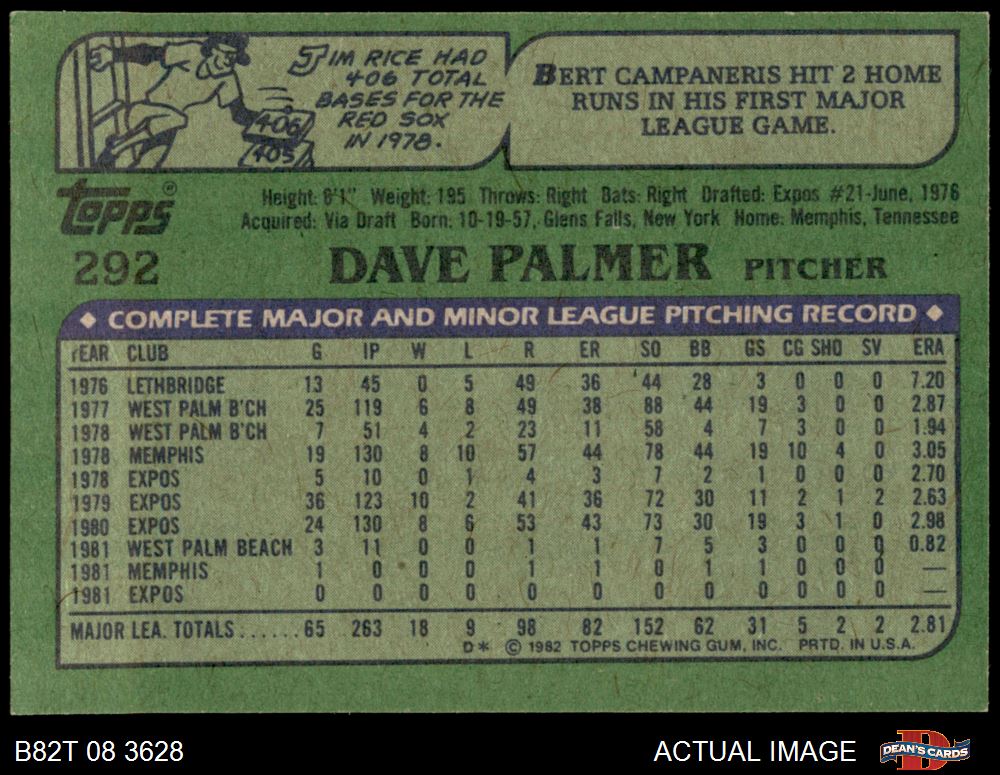 JIM RICE HAD
406 TOTAL
BASES FOR THE
RED SOX
IN 1978.
406
405
BERT CAMPANERIS HIT 2 HOME
RUNS IN HIS FIRST MAJOR
LEAGUE GAME.
Topps®
Height: 6'1" Weight: 195 Throws: Right Bats: Right Drafted: Expos #21-June, 1976
Acquired: Via Draft Born: 10-19-57, Glens Falls, New York Home: Memphis, Tennessee
292 DAVE PALMER PITCHER
◆ COMPLETE MAJOR AND MINOR LEAGUE PITCHING RECORD ◆
YEAR CLUB G IP W L R ER SO BB GS CG SHO SV ERA
1976 LETHBRIDGE 13 45 0 5 49 36 44 28 3 0 0 0 7.20
1977 WEST PALM B'CH 25 119 6 8 49 38 88 44 19 3 0 0 2.87
1978 WEST PALM B'CH 7 51 4 2 23 11 58 4 7 3 0 0 1.94
1978 MEMPHIS 19 130 8 10 57 44 78 44 19 10 4 0 3.05
1978 EXPOS 5 10 0 1 4 3 7 2 1 0 0 0 2.70
1979 EXPOS 36 123 10 2 41 36 72 30 11 2 1 2 2.63
1980 EXPOS 24 130 8 6 53 43 73 30 19 3 1 0 2.98
1981 WEST PALM BEACH 3 11 0 0 1 1 7 5 3 0 0 0 0.82
1981 MEMPHIS 1 0 0 0 1 1 0 1 1 0 0 0 —
1981 EXPOS 0 0 0 0 0 0 0 0 0 0 0 0 —
MAJOR LEA. TOTALS......65 263 18 9 98 82 152 62 31 5 2 2 2.81
D* © 1982 TOPPS CHEWING GUM, INC. PRTD. IN U.S.A.
B82T 08 3628 ACTUAL IMAGE DEAN'S CARDS